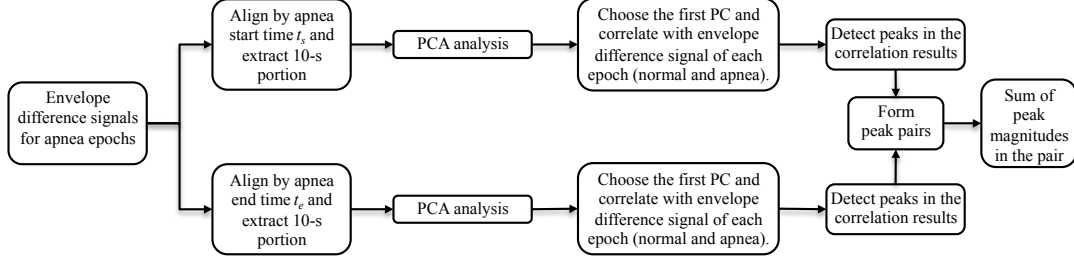 Envelope
difference signals
for apnea epochs
Align by apnea
start time tₛ and
extract 10-s
portion
PCA analysis
Choose the first PC and
correlate with envelope
difference signal of each
epoch (normal and apnea).
Detect peaks in the
correlation results
Align by apnea
end time tₑ and
extract 10-s
portion
PCA analysis
Choose the first PC and
correlate with envelope
difference signal of each
epoch (normal and apnea).
Detect peaks in the
correlation results
Form
peak pairs
Sum of
peak
magnitudes
in the pair